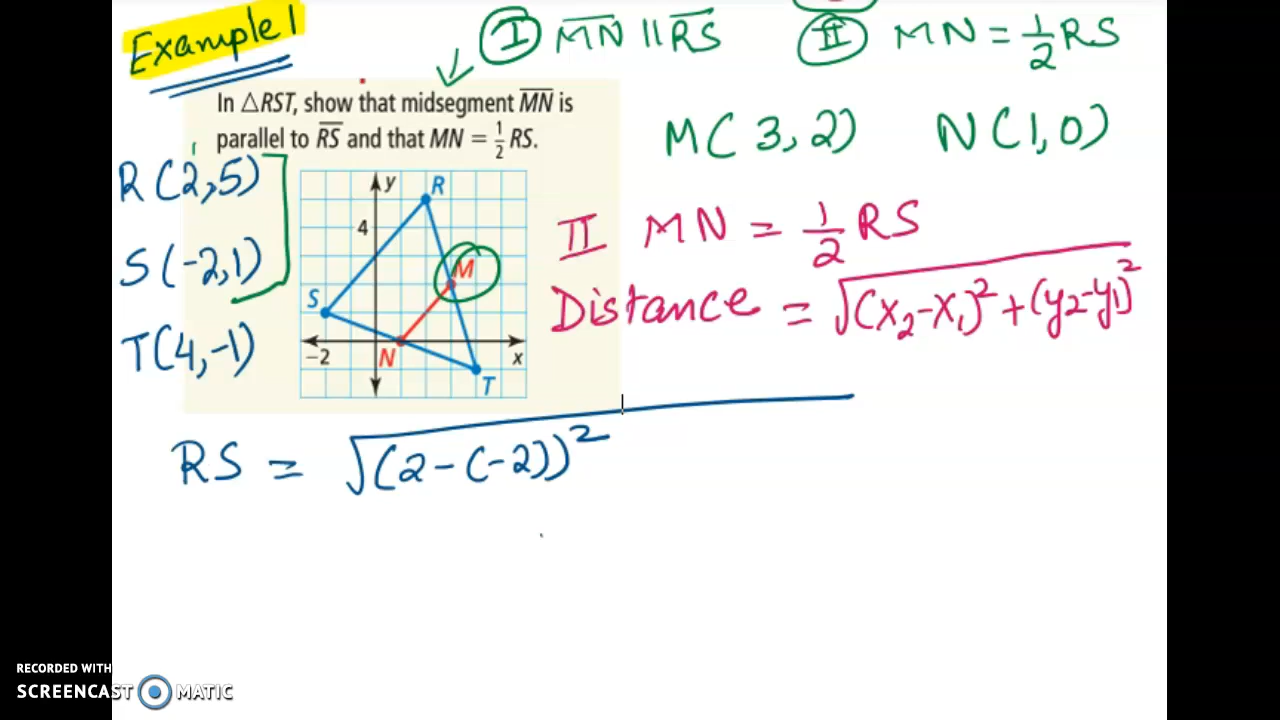 Example 1
Ⅰ MN || RS
Ⅱ MN = 1/2 RS
In △RST, show that midsegment MN is
parallel to RS and that MN = 1/2 RS.
M(3,2) N(1,0)
R(2,5)
S(-2,1)
T(4,-1)
y
R
4
M
S
−2
N
x
T
Ⅱ MN = 1/2 RS
Distance = √(x₂-x₁)² + (y₂-y₁)²
RS = √(2-(-2))²
RECORDED WITH
SCREENCAST MATIC